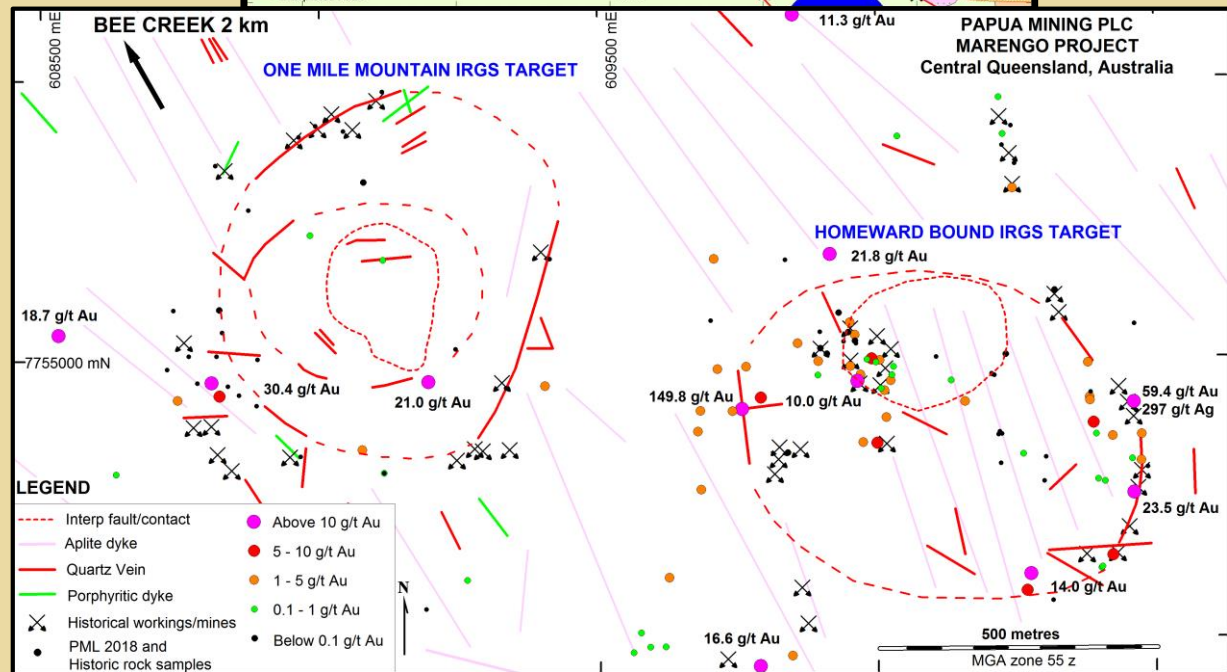 BEE CREEK 2 km
608500 mE
609500 mE
11.3 g/t Au
PAPUA MINING PLC
MARENGO PROJECT
Central Queensland, Australia
ONE MILE MOUNTAIN IRGS TARGET
HOMEWARD BOUND IRGS TARGET
21.8 g/t Au
18.7 g/t Au
7755000 mN
30.4 g/t Au
21.0 g/t Au
149.8 g/t Au
10.0 g/t Au
59.4 g/t Au
297 g/t Ag
23.5 g/t Au
14.0 g/t Au
16.6 g/t Au
LEGEND
Interp fault/contact
Aplite dyke
Quartz Vein
Porphyritic dyke
Historical workings/mines
PML 2018 and
Historic rock samples
Above 10 g/t Au
5 - 10 g/t Au
1 - 5 g/t Au
0.1 - 1 g/t Au
Below 0.1 g/t Au
N
500 metres
MGA zone 55 z